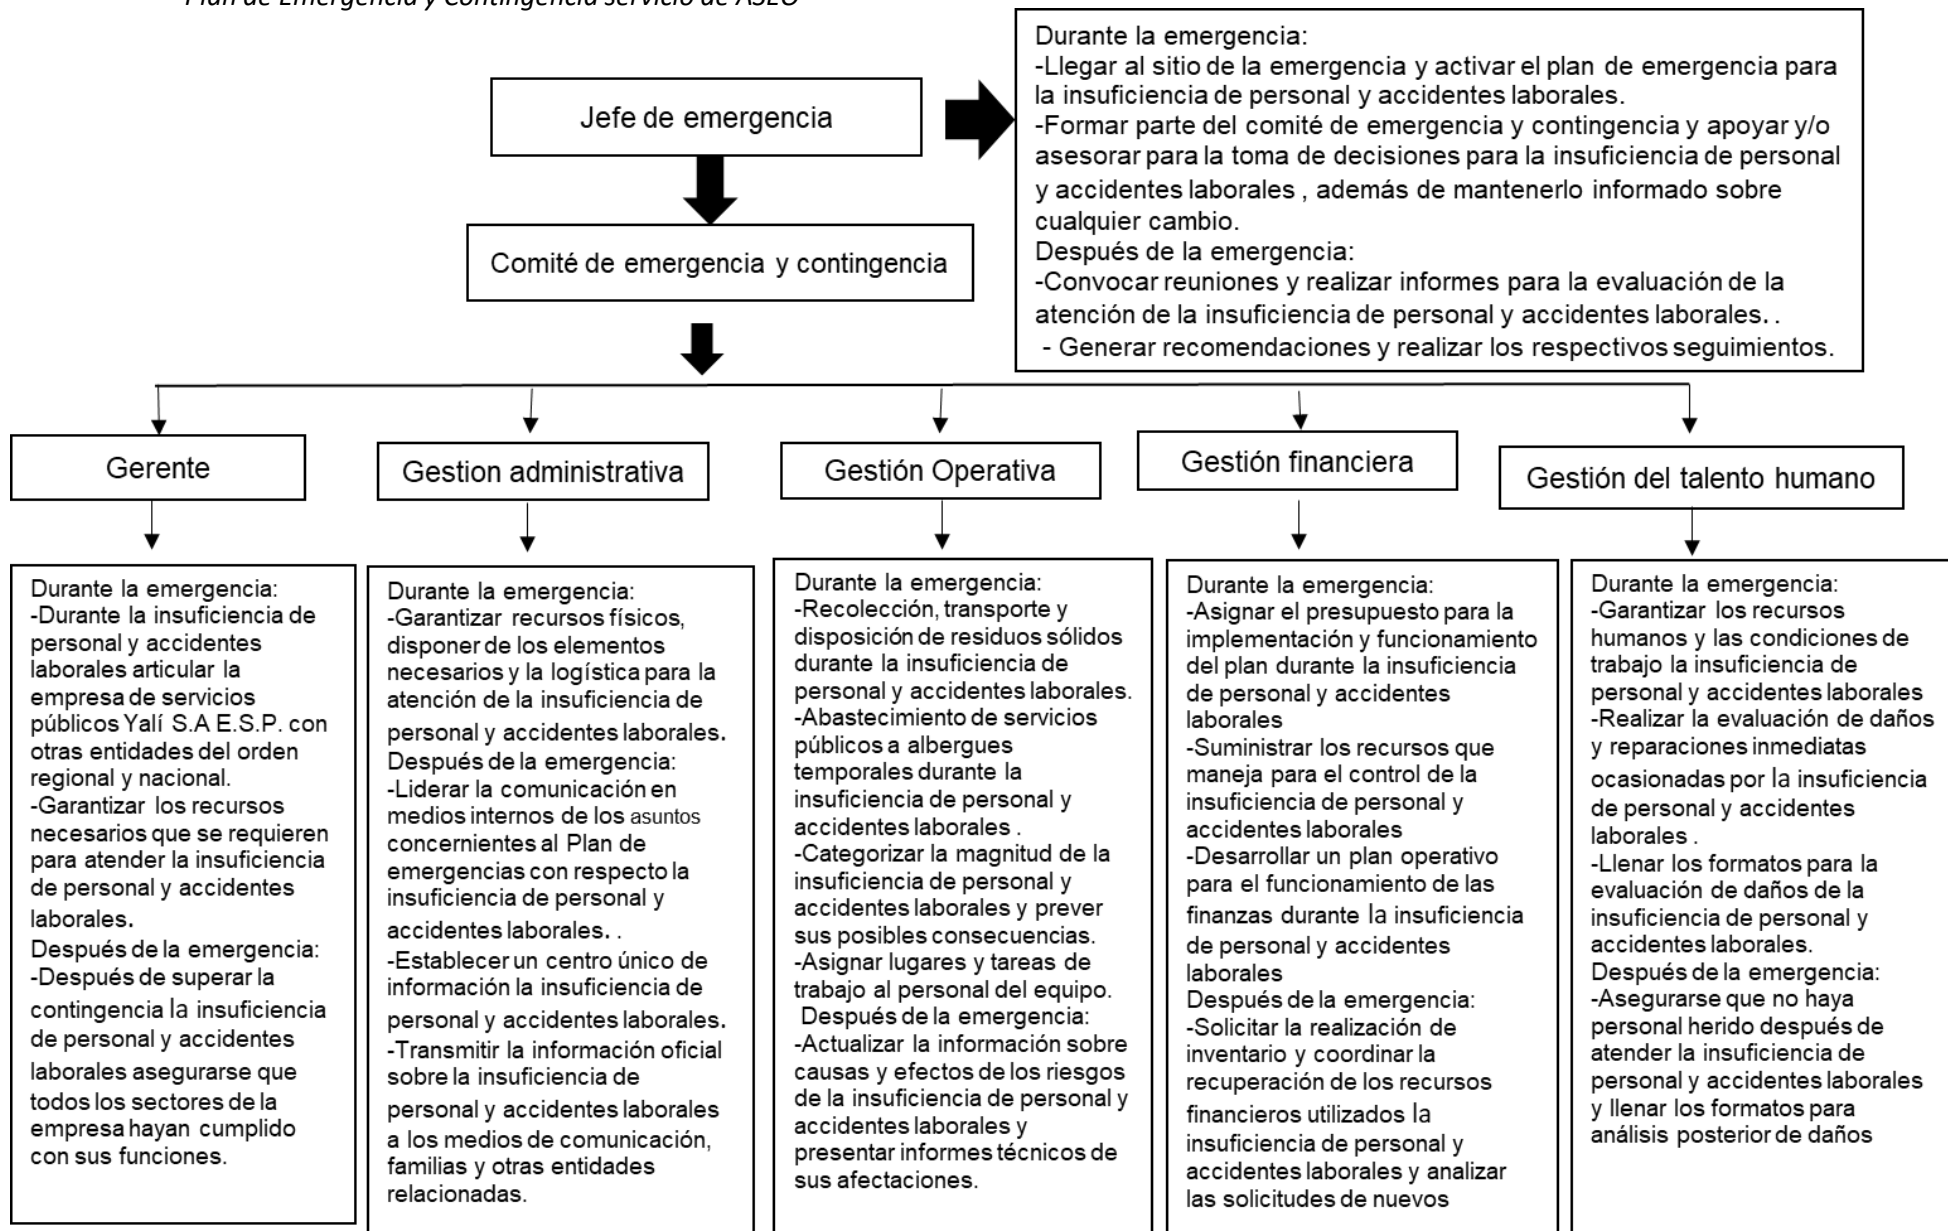 Plan de Emergencia y Contingencia servicio de ASEO
Jefe de emergencia
Durante la emergencia:
-Llegar al sitio de la emergencia y activar el plan de emergencia para
la insuficiencia de personal y accidentes laborales.
-Formar parte del comité de emergencia y contingencia y apoyar y/o
asesorar para la toma de decisiones para la insuficiencia de personal
y accidentes laborales , además de mantenerlo informado sobre
cualquier cambio.
Después de la emergencia:
-Convocar reuniones y realizar informes para la evaluación de la
atención de la insuficiencia de personal y accidentes laborales. .
- Generar recomendaciones y realizar los respectivos seguimientos.
Comité de emergencia y contingencia
Gerente
Gestion administrativa
Gestión Operativa
Gestión financiera
Gestión del talento humano
Durante la emergencia:
-Durante la insuficiencia de
personal y accidentes
laborales articular la
empresa de servicios
públicos Yalí S.A E.S.P. con
otras entidades del orden
regional y nacional.
-Garantizar los recursos
necesarios que se requieren
para atender la insuficiencia
de personal y accidentes
laborales.
Después de la emergencia:
-Después de superar la
contingencia la insuficiencia
de personal y accidentes
laborales asegurarse que
todos los sectores de la
empresa hayan cumplido
con sus funciones.
Durante la emergencia:
-Garantizar recursos físicos,
disponer de los elementos
necesarios y la logística para la
atención de la insuficiencia de
personal y accidentes laborales.
Después de la emergencia:
-Liderar la comunicación en
medios internos de los asuntos
concernientes al Plan de
emergencias con respecto la
insuficiencia de personal y
accidentes laborales. .
-Establecer un centro único de
información la insuficiencia de
personal y accidentes laborales.
-Transmitir la información oficial
sobre la insuficiencia de
personal y accidentes laborales
a los medios de comunicación,
familias y otras entidades
relacionadas.
Durante la emergencia:
-Recolección, transporte y
disposición de residuos sólidos
durante la insuficiencia de
personal y accidentes laborales.
-Abastecimiento de servicios
públicos a albergues
temporales durante la
insuficiencia de personal y
accidentes laborales .
-Categorizar la magnitud de la
insuficiencia de personal y
accidentes laborales y prever
sus posibles consecuencias.
-Asignar lugares y tareas de
trabajo al personal del equipo.
Después de la emergencia:
-Actualizar la información sobre
causas y efectos de los riesgos
de la insuficiencia de personal y
accidentes laborales y
presentar informes técnicos de
sus afectaciones.
Durante la emergencia:
-Asignar el presupuesto para la
implementación y funcionamiento
del plan durante la insuficiencia
de personal y accidentes
laborales
-Suministrar los recursos que
maneja para el control de la
insuficiencia de personal y
accidentes laborales
-Desarrollar un plan operativo
para el funcionamiento de las
finanzas durante la insuficiencia
de personal y accidentes
laborales
Después de la emergencia:
-Solicitar la realización de
inventario y coordinar la
recuperación de los recursos
financieros utilizados la
insuficiencia de personal y
accidentes laborales y analizar
las solicitudes de nuevos
Durante la emergencia:
-Garantizar los recursos
humanos y las condiciones de
trabajo la insuficiencia de
personal y accidentes laborales
-Realizar la evaluación de daños
y reparaciones inmediatas
ocasionadas por la insuficiencia
de personal y accidentes
laborales .
-Llenar los formatos para la
evaluación de daños de la
insuficiencia de personal y
accidentes laborales.
Después de la emergencia:
-Asegurarse que no haya
personal herido después de
atender la insuficiencia de
personal y accidentes laborales
y llenar los formatos para
análisis posterior de daños